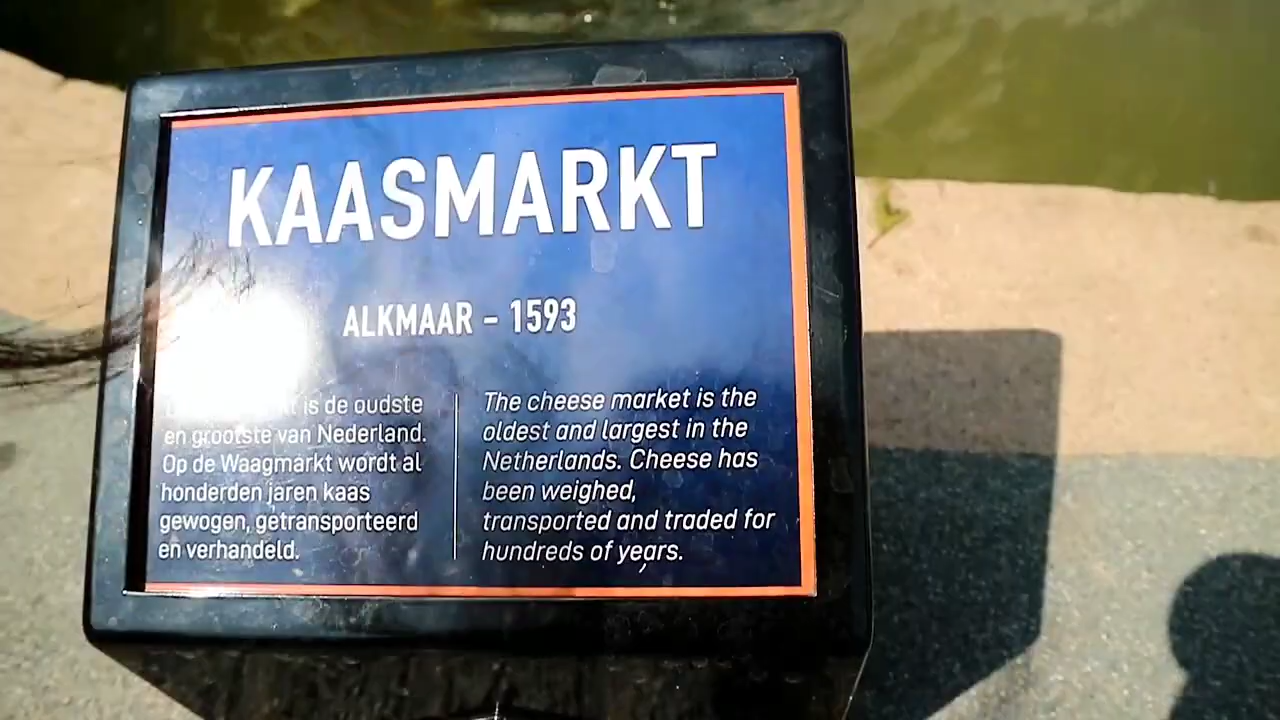 KAASMARKT
ALKMAAR - 1593
is de oudste
en grootste van Nederland.
Op de Waagmarkt wordt al
honderden jaren kaas
gewogen, getransporteerd
en verhandeld.
The cheese market is the
oldest and largest in the
Netherlands. Cheese has
been weighed,
transported and traded for
hundreds of years.